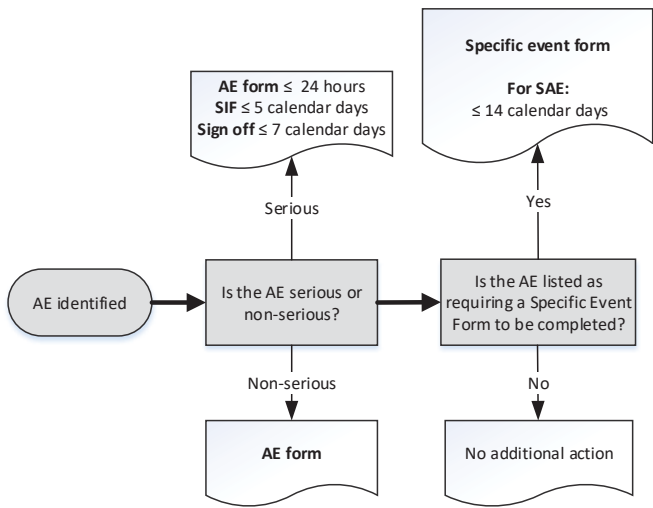 Specific event form
For SAE:
≤ 14 calendar days
AE form ≤ 24 hours
SIF ≤ 5 calendar days
Sign off ≤ 7 calendar days
Serious
Yes
AE identified
Is the AE serious or
non-serious?
Is the AE listed as
requiring a Specific Event
Form to be completed?
Non-serious
No
AE form
No additional action